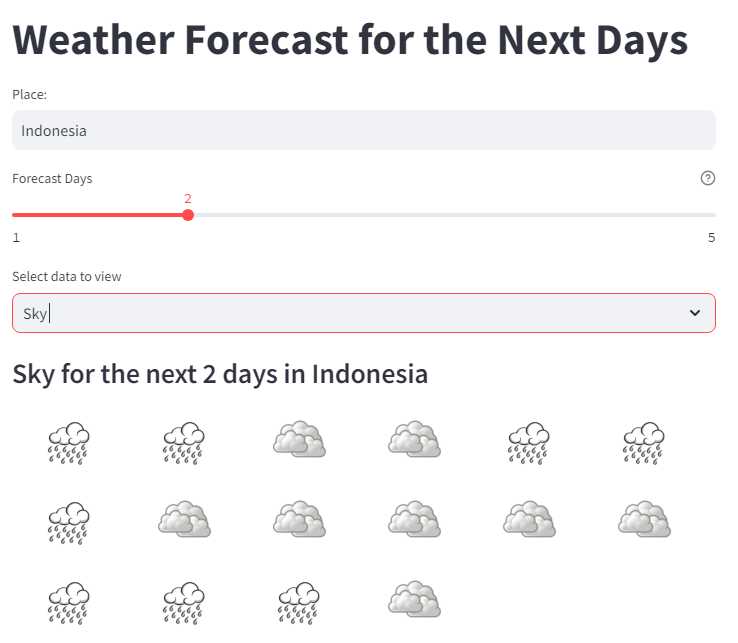 Weather Forecast for the Next Days
Place:
Indonesia
Forecast Days
2
1 5
Select data to view
Sky
Sky for the next 2 days in Indonesia